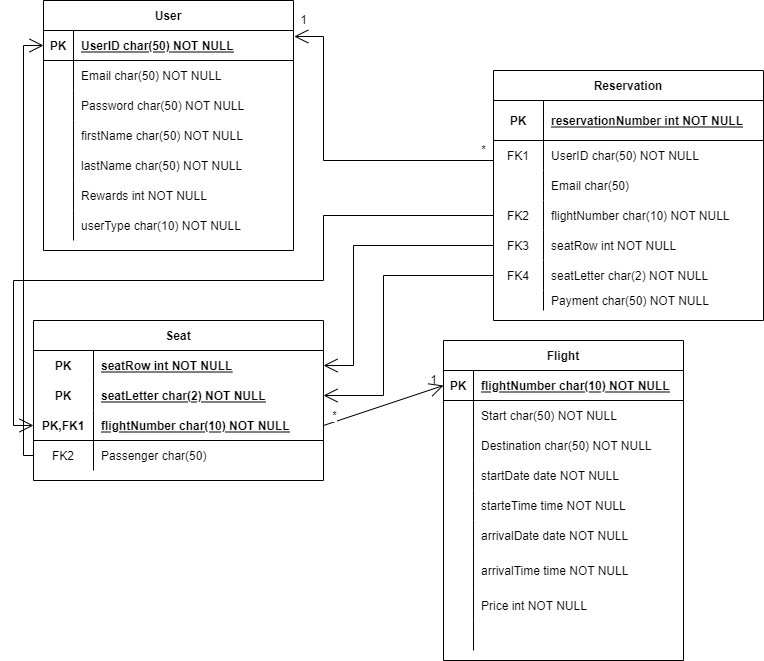 User
PK UserID char(50) NOT NULL
Email char(50) NOT NULL
Password char(50) NOT NULL
firstName char(50) NOT NULL
lastName char(50) NOT NULL
Rewards int NOT NULL
userType char(10) NOT NULL
1
*
Reservation
PK reservationNumber int NOT NULL
FK1 UserID char(50) NOT NULL
Email char(50)
FK2 flightNumber char(10) NOT NULL
FK3 seatRow int NOT NULL
FK4 seatLetter char(2) NOT NULL
Payment char(50) NOT NULL
Seat
PK seatRow int NOT NULL
PK seatLetter char(2) NOT NULL
PK,FK1 flightNumber char(10) NOT NULL
FK2 Passenger char(50)
*
1
Flight
PK flightNumber char(10) NOT NULL
Start char(50) NOT NULL
Destination char(50) NOT NULL
startDate date NOT NULL
starteTime time NOT NULL
arrivalDate date NOT NULL
arrivalTime time NOT NULL
Price int NOT NULL